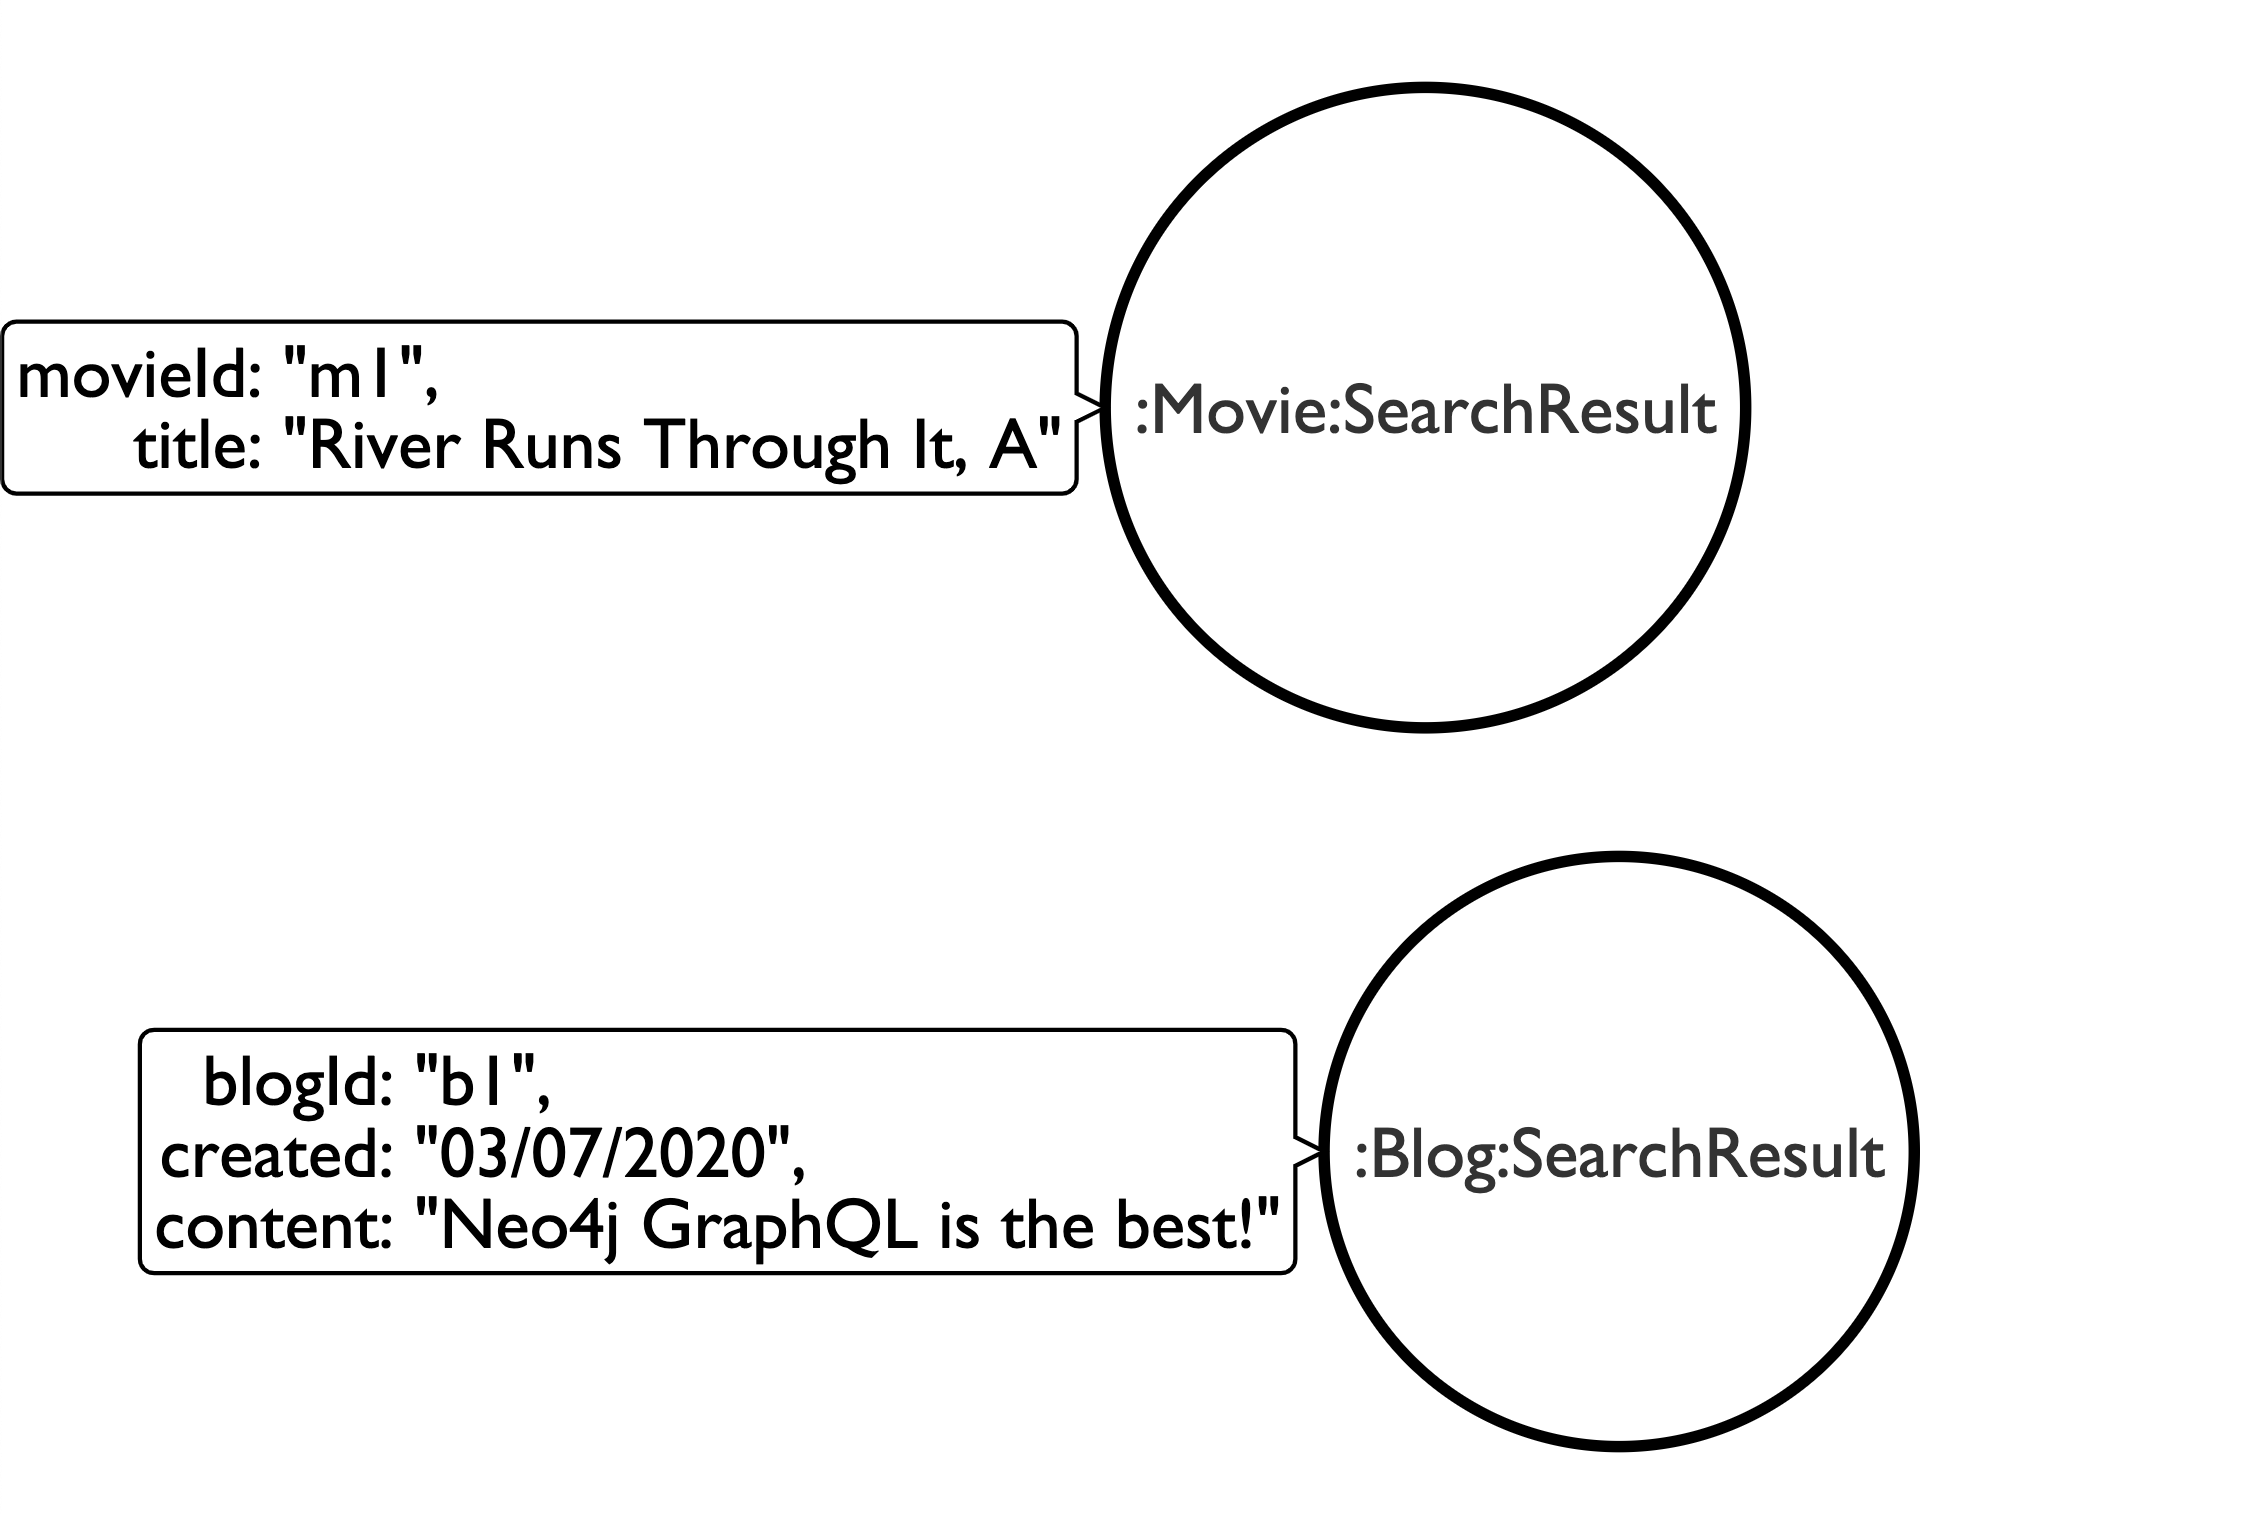 movieId: "m1",
title: "River Runs Through It, A"
:Movie:SearchResult
blogId: "b1",
created: "03/07/2020",
content: "Neo4j GraphQL is the best!"
:Blog:SearchResult